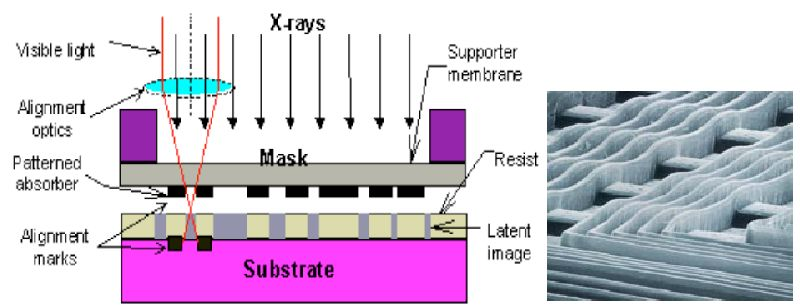 X-rays
Visible light
Supporter
membrane
Alignment
optics
Mask
Resist
Patterned
absorber
Alignment
marks
Latent
image
Substrate